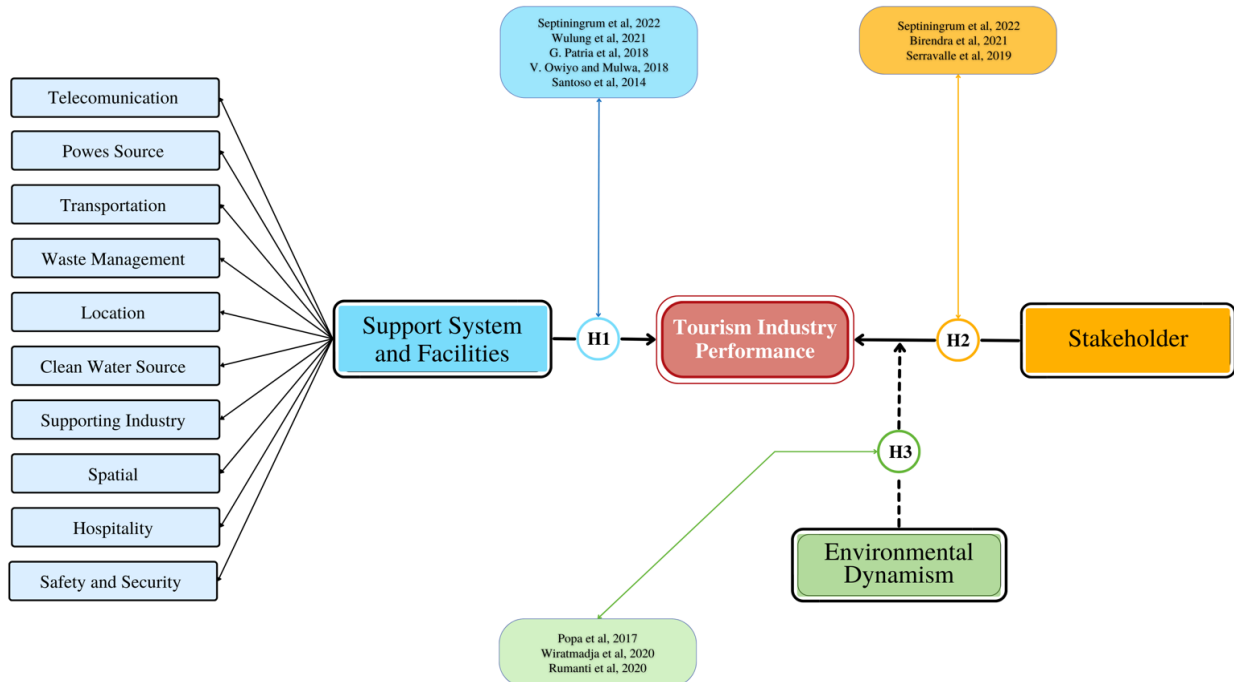 Septiningrum et al, 2022
Wulung et al, 2021
G. Patria et al, 2018
V. Owiyo and Mulwa, 2018
Santoso et al, 2014
Septiningrum et al, 2022
Birendra et al, 2021
Serravalle et al, 2019
Telecomunication
Powes Source
Transportation
Waste Management
Location
Clean Water Source
Supporting Industry
Spatial
Hospitality
Safety and Security
Support System
and Facilities
H1
Tourism Industry
Performance
H2
Stakeholder
H3
Environmental
Dynamism
Popa et al, 2017
Wiratmadja et al, 2020
Rumanti et al, 2020